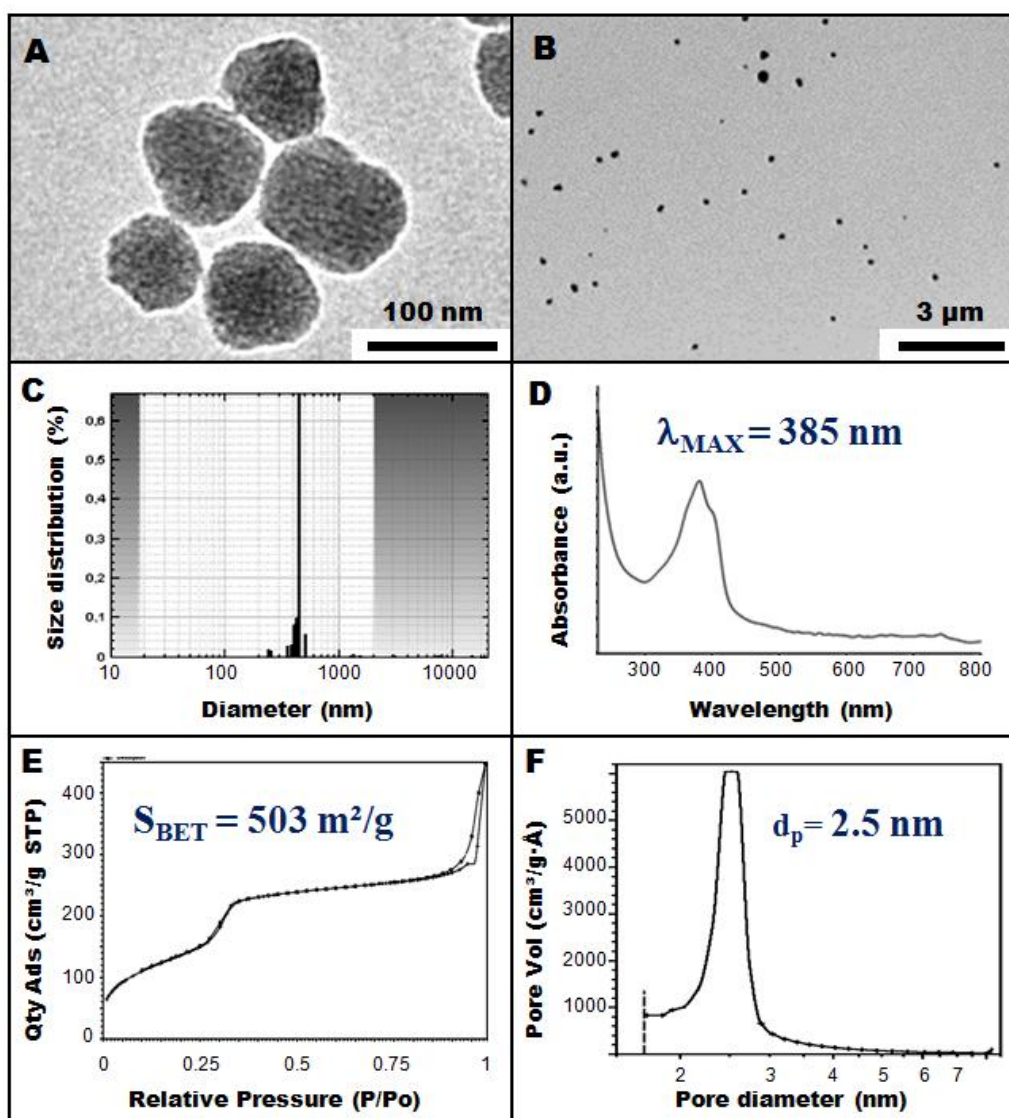 A
100 nm
B
3 µm
C
Size distribution (%)
0,6
0,5
0,4
0,3
0,2
0,1
0
10
100
1000
10000
Diameter (nm)
D
λMAX = 385 nm
Absorbance (a.u.)
300
400
500
600
700
800
Wavelength (nm)
E
SBET = 503 m²/g
Qty Ads (cm³/g STP)
400
300
200
100
0
0
0.25
0.50
0.75
1
Relative Pressure (P/Po)
F
dp= 2.5 nm
Pore Vol (cm³/g·Å)
5000
4000
3000
2000
1000
2
3
4
5
6
7
Pore diameter (nm)